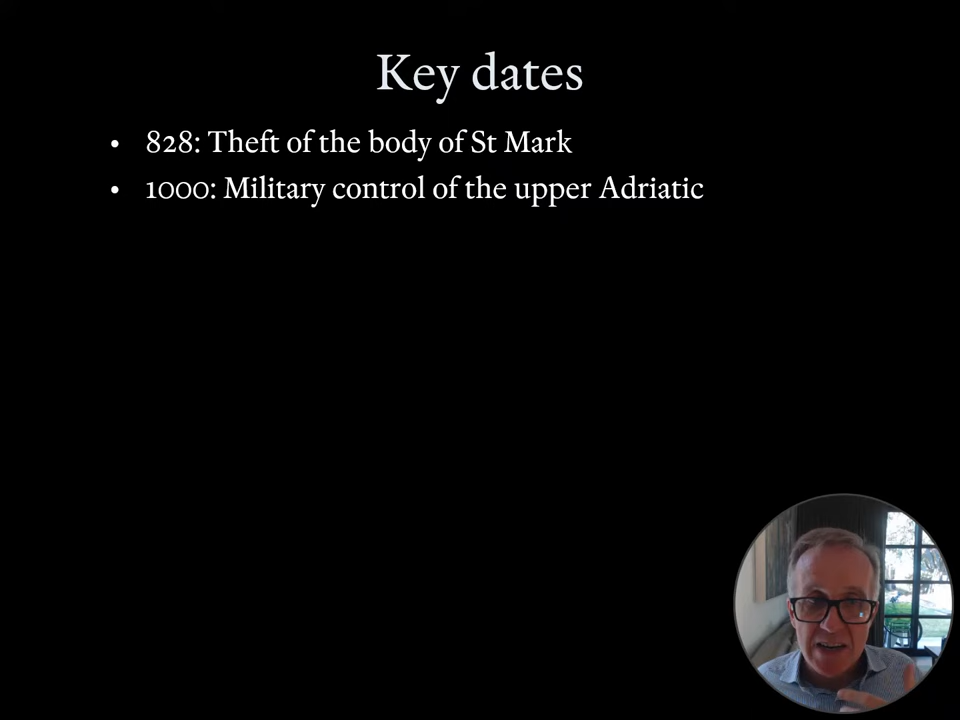 Key dates
• 828: Theft of the body of St Mark
• 1000: Military control of the upper Adriatic